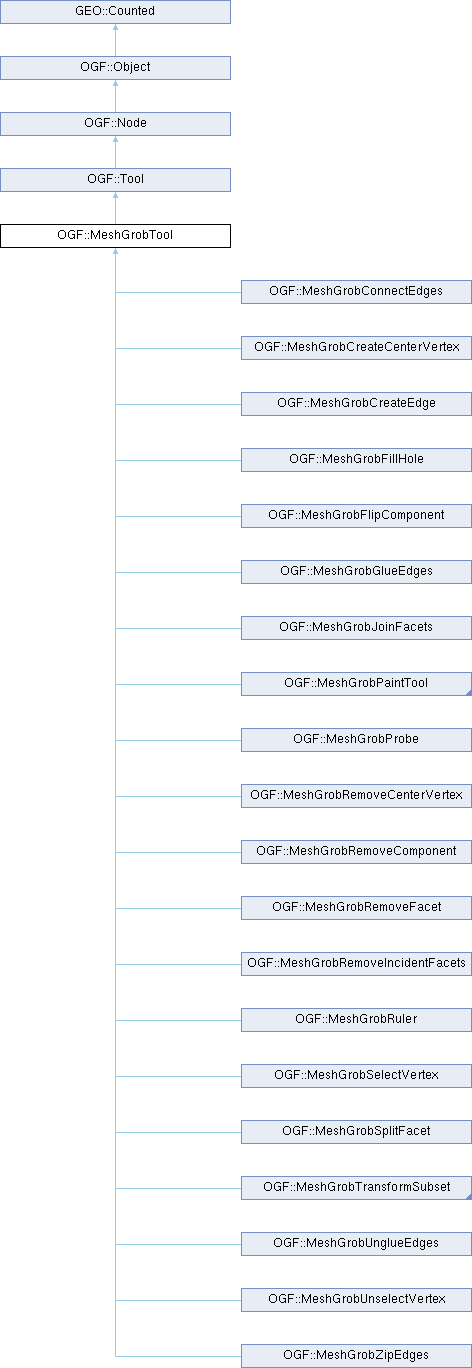 GEO::Counted
OGF::Object
OGF::Node
OGF::Tool
OGF::MeshGrobTool
OGF::MeshGrobConnectEdges
OGF::MeshGrobCreateCenterVertex
OGF::MeshGrobCreateEdge
OGF::MeshGrobFillHole
OGF::MeshGrobFlipComponent
OGF::MeshGrobGlueEdges
OGF::MeshGrobJoinFacets
OGF::MeshGrobPaintTool
OGF::MeshGrobProbe
OGF::MeshGrobRemoveCenterVertex
OGF::MeshGrobRemoveComponent
OGF::MeshGrobRemoveFacet
OGF::MeshGrobRemoveIncidentFacets
OGF::MeshGrobRuler
OGF::MeshGrobSelectVertex
OGF::MeshGrobSplitFacet
OGF::MeshGrobTransformSubset
OGF::MeshGrobUnglueEdges
OGF::MeshGrobUnselectVertex
OGF::MeshGrobZipEdges